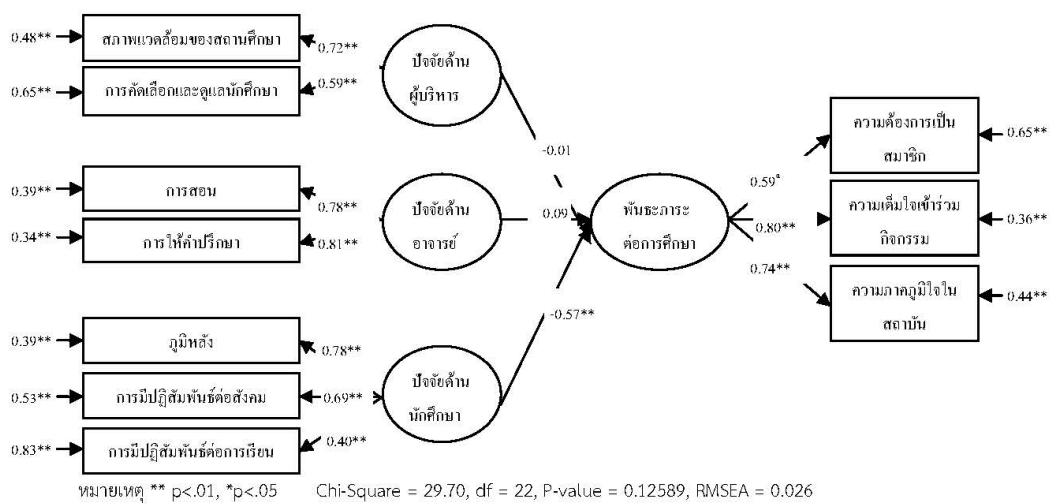 0.48**
สภาพแวดล้อมของสถานศึกษา
0.72**
0.65**
การคัดเลือกและดูแลนักศึกษา
0.59**
ปัจจัยด้าน
ผู้บริหาร
0.39**
การสอน
0.78**
0.34**
การให้คำปรึกษา
0.81**
ปัจจัยด้าน
อาจารย์
0.39**
ภูมิหลัง
0.78**
0.53**
การมีปฏิสัมพันธ์ต่อสังคม
0.69**
0.83**
การมีปฏิสัมพันธ์ต่อการเรียน
0.40**
ปัจจัยด้าน
นักศึกษา
-0.01
0.09
-0.57**
พันธะภาระ
ต่อการศึกษา
0.59*
0.80**
0.74**
ความต้องการเป็น
สมาชิก
0.65**
ความเต็มใจเข้าร่วม
กิจกรรม
0.36**
ความภาคภูมิใจใน
สถาบัน
0.44**
หมายเหตุ ** p<.01, *p<.05 Chi-Square = 29.70, df = 22, P-value = 0.12589, RMSEA = 0.026